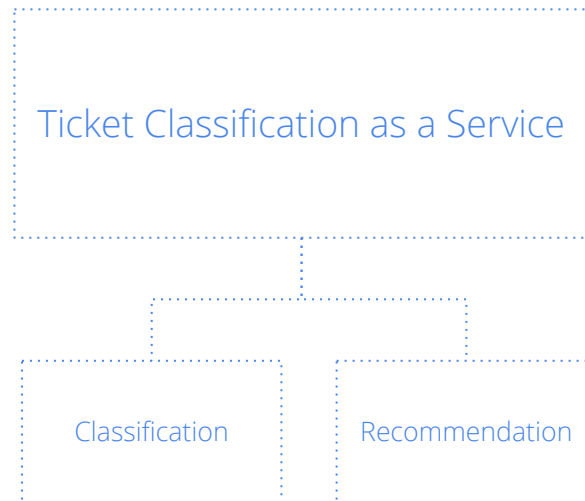 Ticket Classification as a Service
Classification
Recommendation